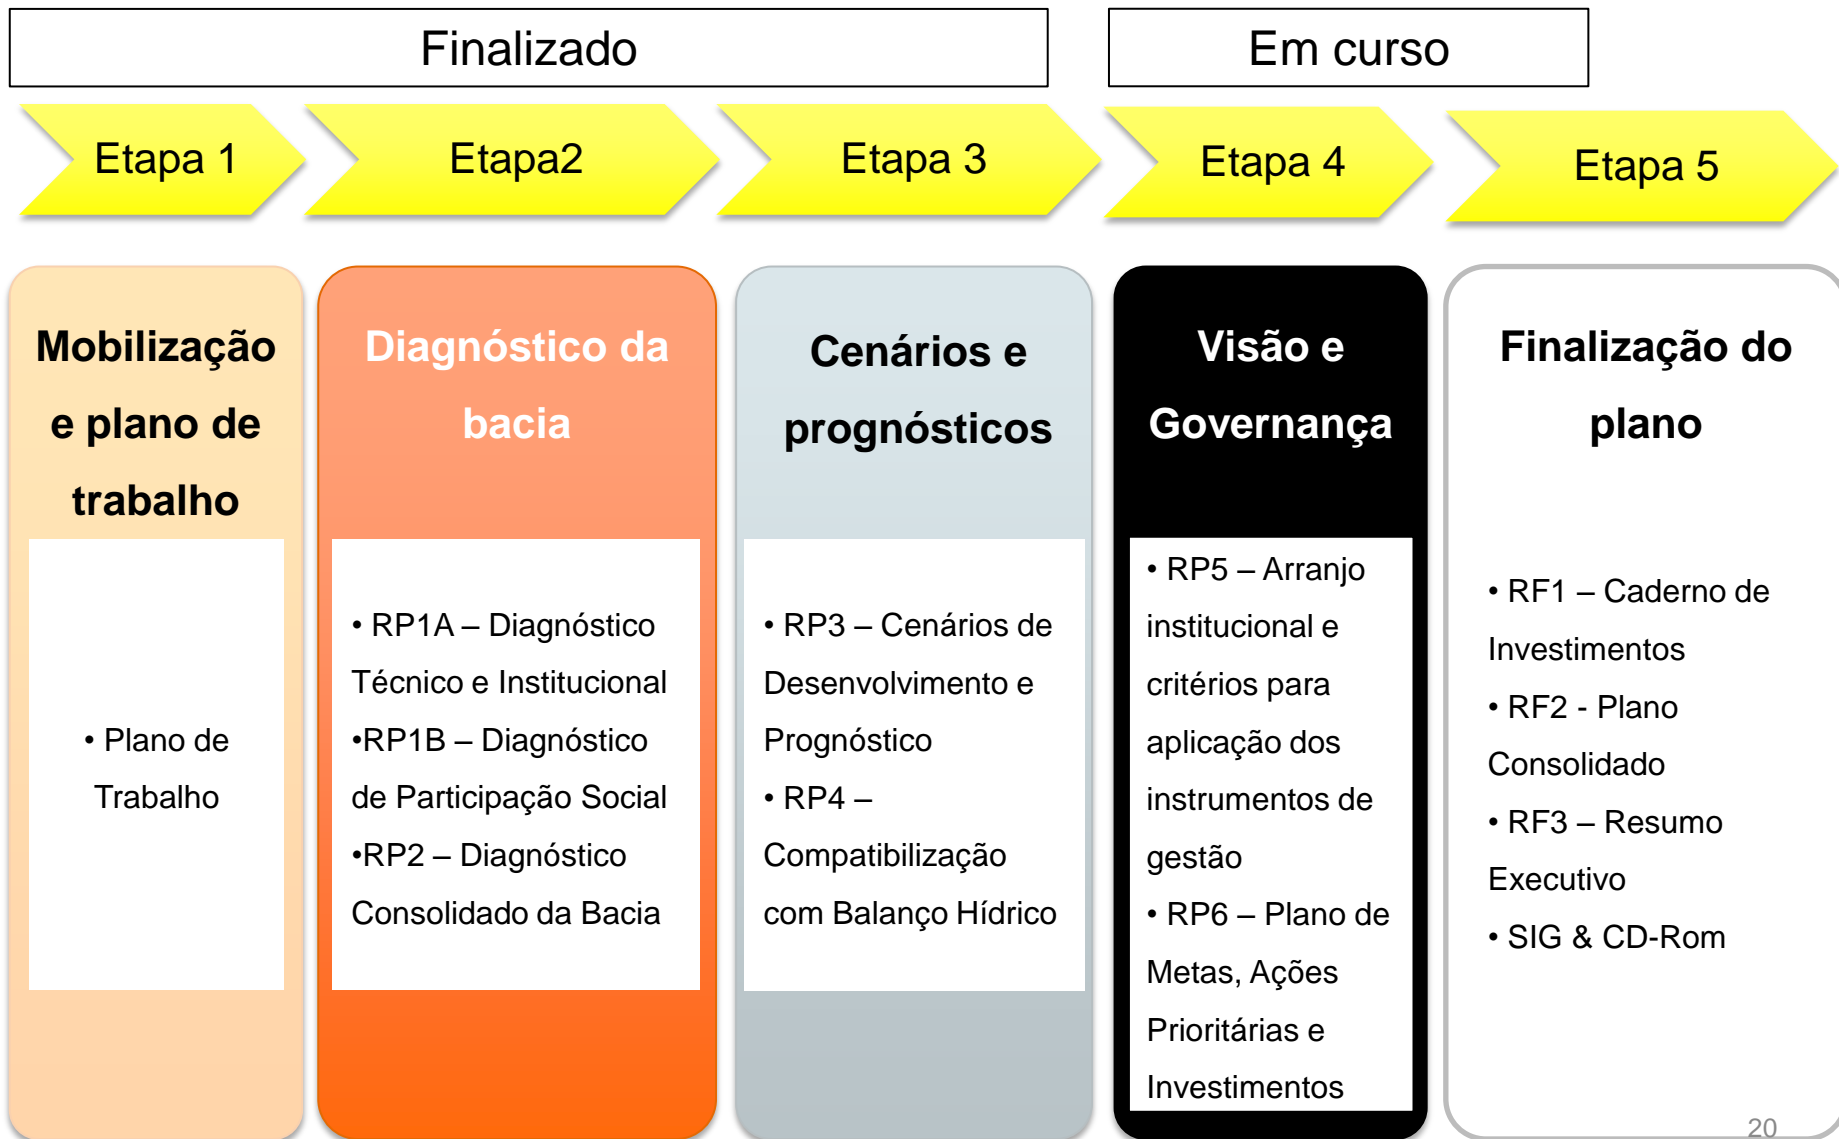 Finalizado
Em curso
Etapa 1
Etapa2
Etapa 3
Etapa 4
Etapa 5
Mobilização
e plano de
trabalho
• Plano de
Trabalho
Diagnóstico da
bacia
• RP1A – Diagnóstico
Técnico e Institucional
•RP1B – Diagnóstico
de Participação Social
•RP2 – Diagnóstico
Consolidado da Bacia
Cenários e
prognósticos
• RP3 – Cenários de
Desenvolvimento e
Prognóstico
• RP4 –
Compatibilização
com Balanço Hídrico
Visão e
Governança
• RP5 – Arranjo
institucional e
critérios para
aplicação dos
instrumentos de
gestão
• RP6 – Plano de
Metas, Ações
Prioritárias e
Investimentos
Finalização do
plano
• RF1 – Caderno de
Investimentos
• RF2 - Plano
Consolidado
• RF3 – Resumo
Executivo
• SIG & CD-Rom
20